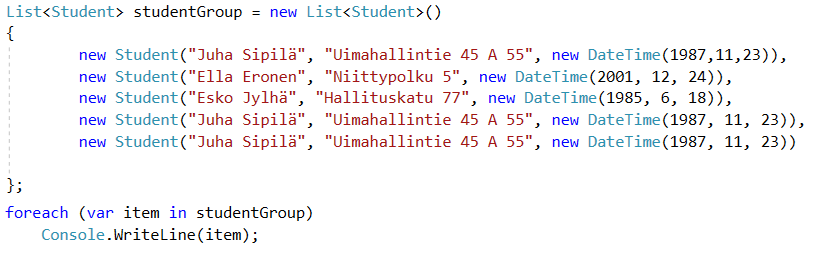 List<Student> studentGroup = new List<Student>()
{
new Student("Juha Sipilä", "Uimahallintie 45 A 55", new DateTime(1987,11,23)),
new Student("Ella Eronen", "Niittypolku 5", new DateTime(2001, 12, 24)),
new Student("Esko Jylhä", "Hallituskatu 77", new DateTime(1985, 6, 18)),
new Student("Juha Sipilä", "Uimahallintie 45 A 55", new DateTime(1987, 11, 23)),
new Student("Juha Sipilä", "Uimahallintie 45 A 55", new DateTime(1987, 11, 23))
};
foreach (var item in studentGroup)
Console.WriteLine(item);